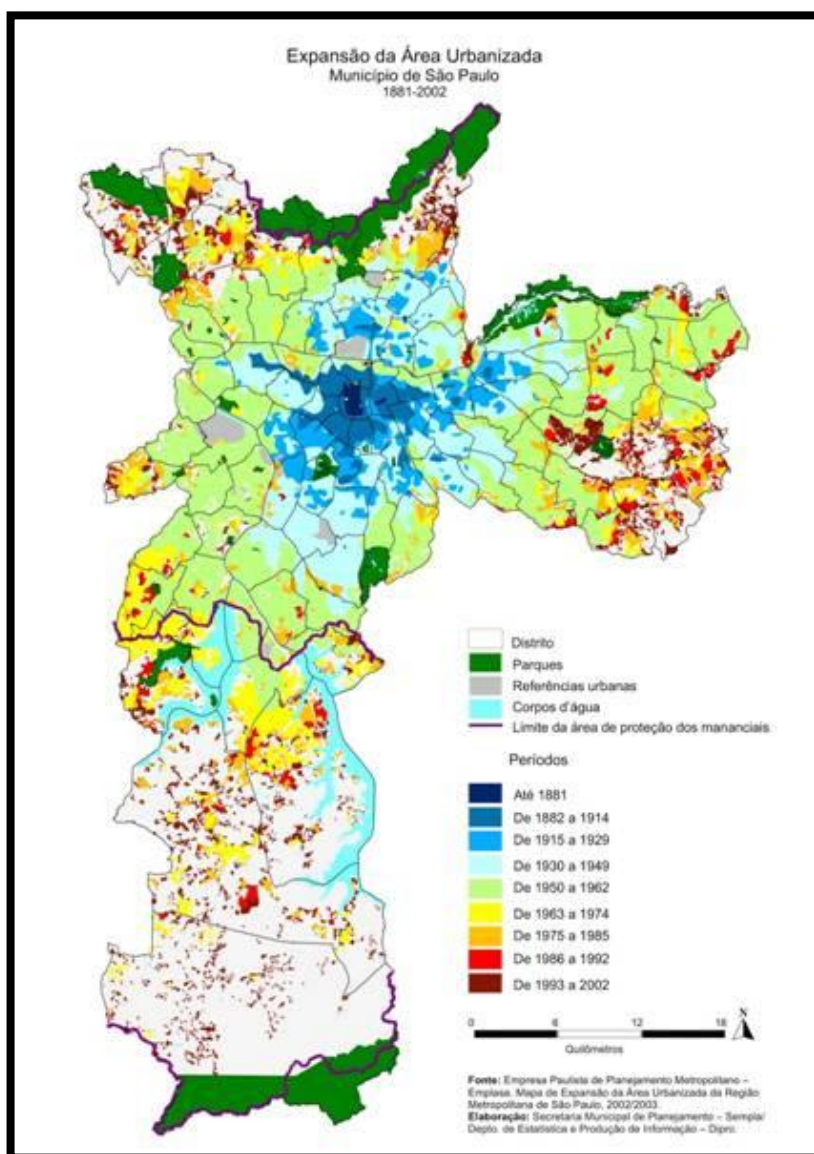 Expansão da Área Urbanizada
Município de São Paulo
1881-2002
Distrito
Parques
Referências urbanas
Corpos d'água
Limite da área de proteção dos mananciais
Períodos
Até 1881
De 1882 a 1914
De 1915 a 1929
De 1930 a 1949
De 1950 a 1962
De 1963 a 1974
De 1975 a 1985
De 1986 a 1992
De 1993 a 2002
0 6 12 18
N
Quilômetros
Fonte: Empresa Paulista de Planejamento Metropolitano –
Emplasa. Mapa de Expansão da Área Urbanizada da Região
Metropolitana de São Paulo, 2002/2003.
Elaboração: Secretaria Municipal de Planejamento – Sempla/
Depto. de Estatística e Produção de Informação – Dipro.